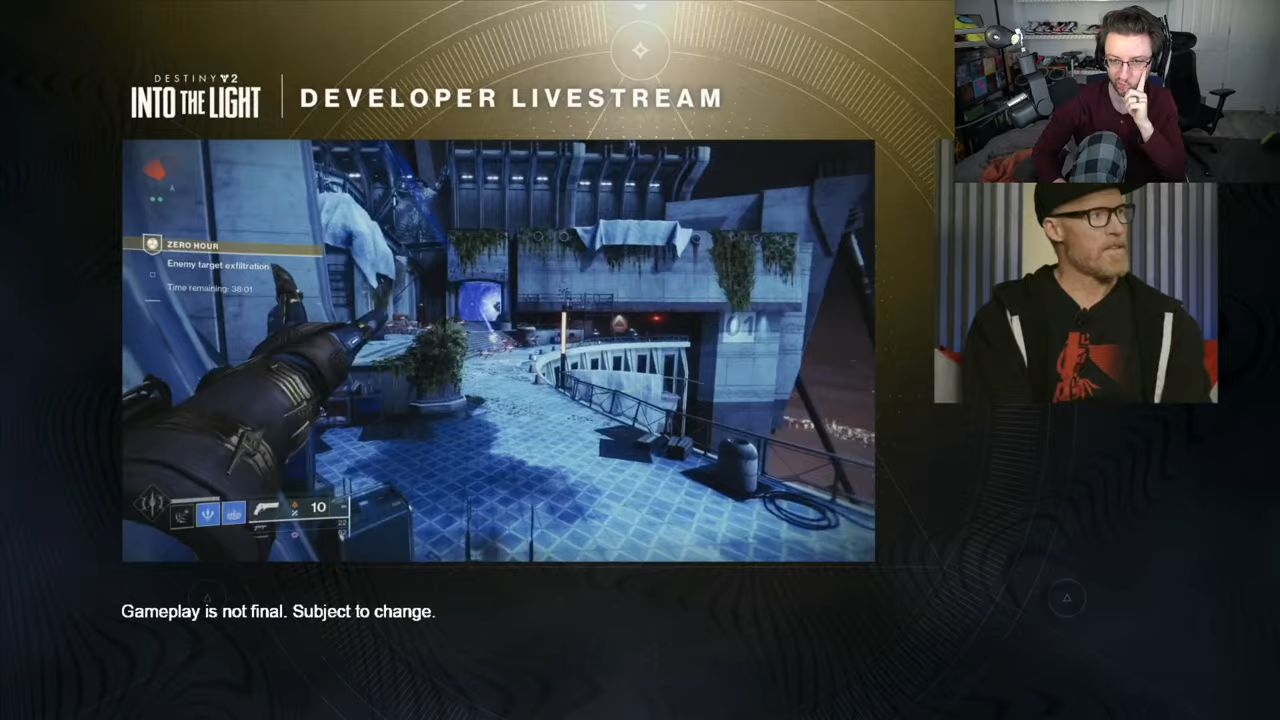 DESTINY 2
INTO THE LIGHT
DEVELOPER LIVESTREAM
ZERO HOUR
Enemy target exfiltration
Time remaining: 38:01
01
10
22
Gameplay is not final. Subject to change.